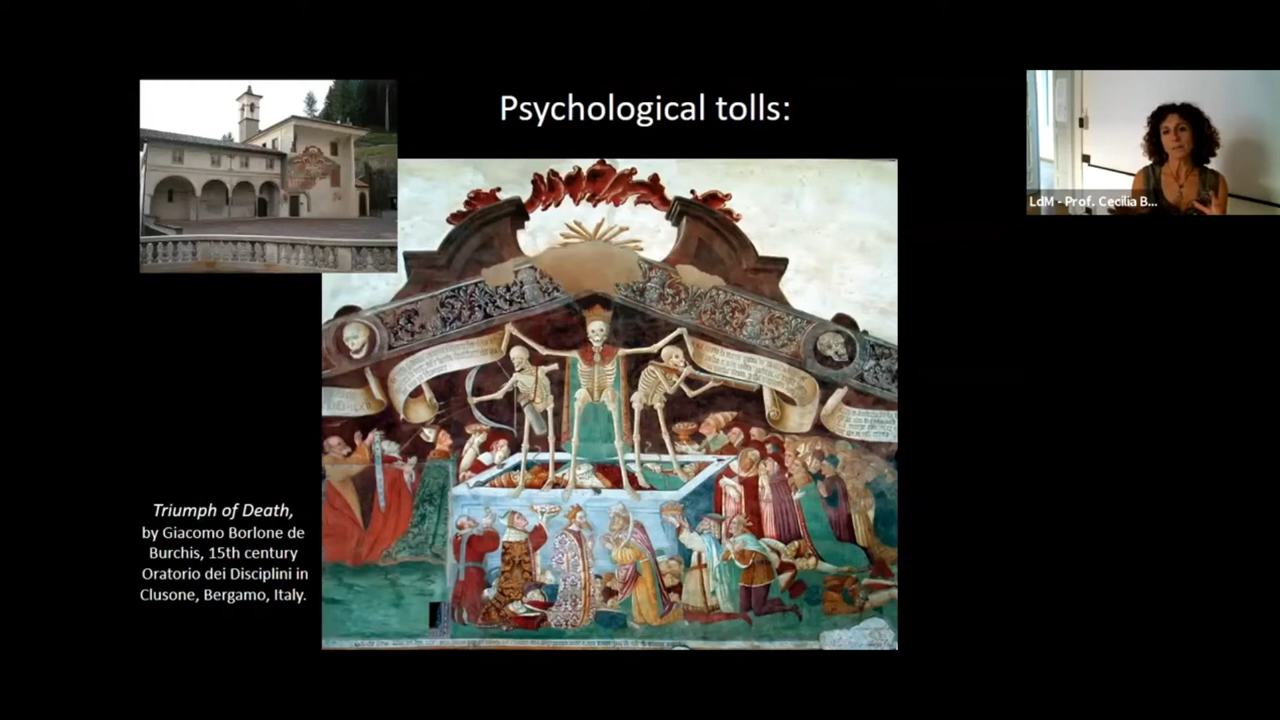 Psychological tolls:
LdM - Prof. Cecilia B...
Triumph of Death,
by Giacomo Borlone de
Burchis, 15th century
Oratorio dei Disciplini in
Clusone, Bergamo, Italy.